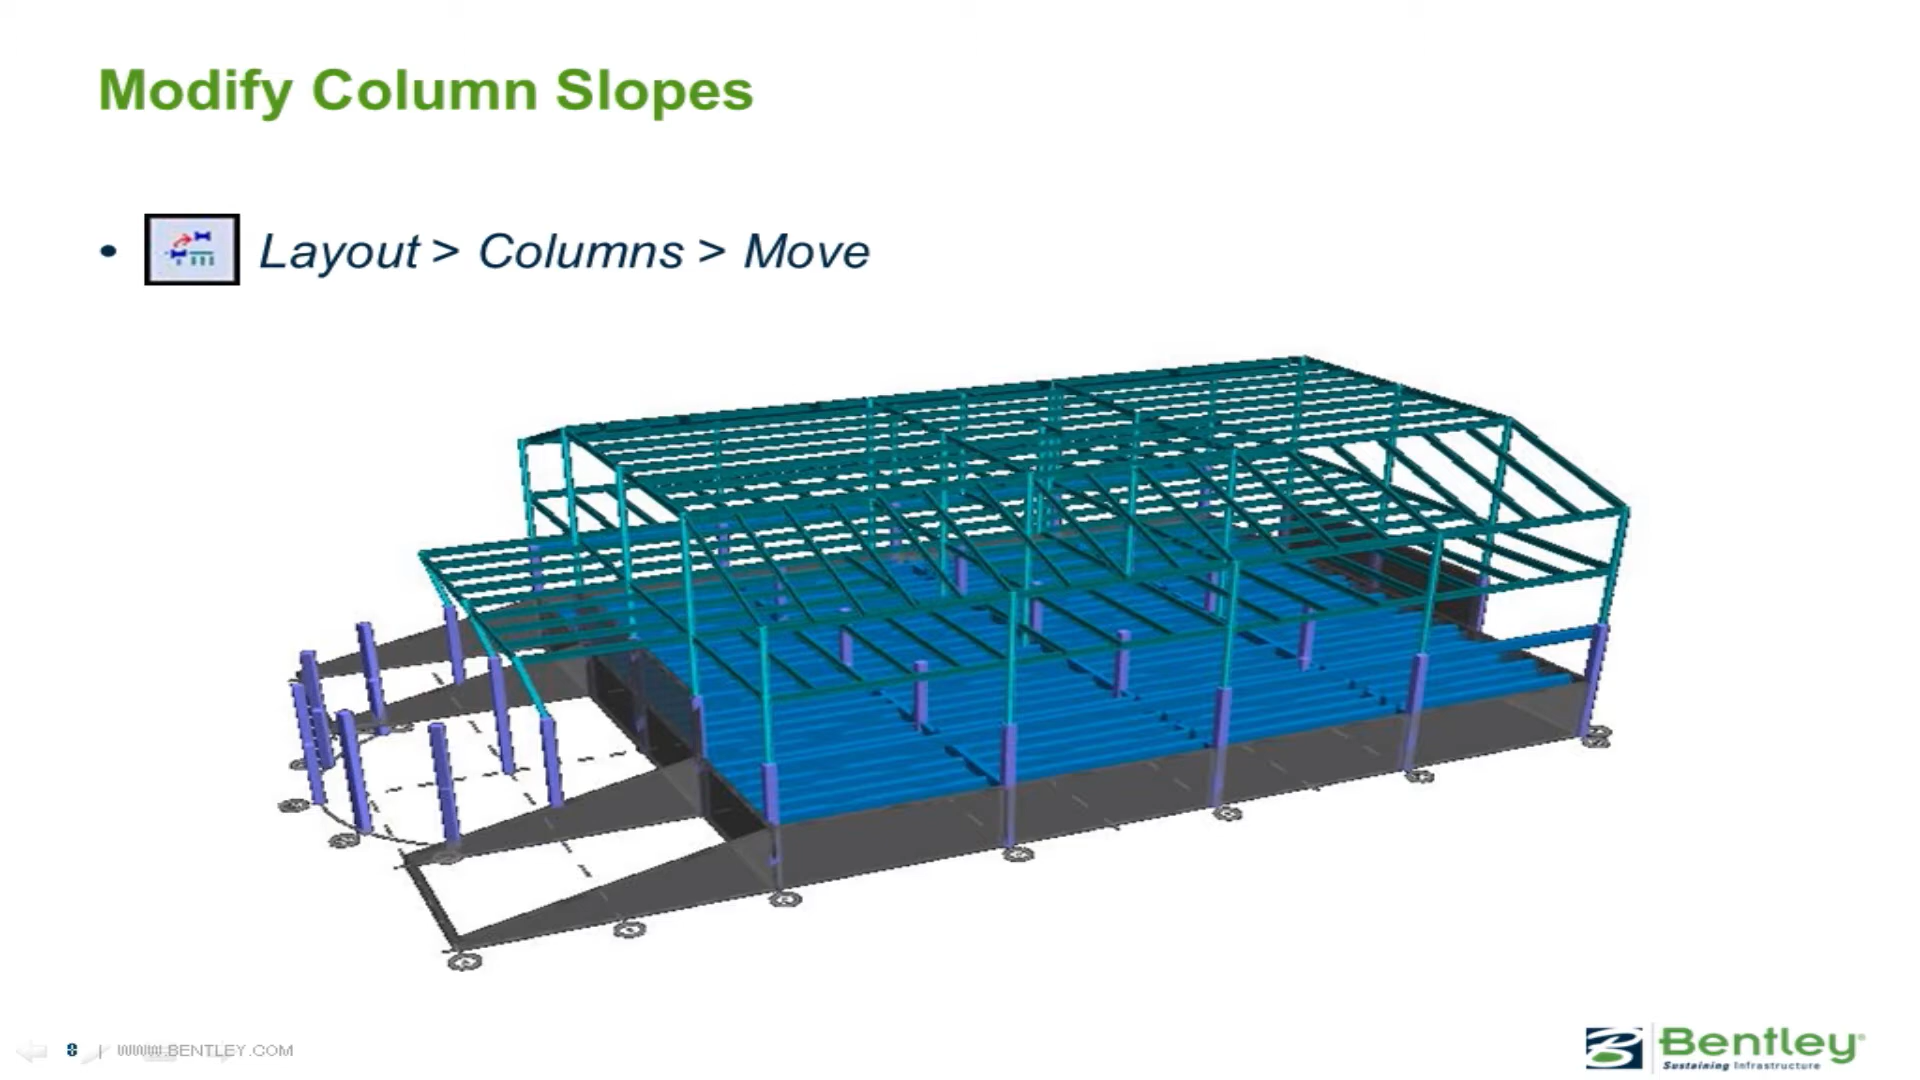 Modify Column Slopes
• Layout > Columns > Move
8 | WWW.BENTLEY.COM
Bentley®
Sustaining Infrastructure